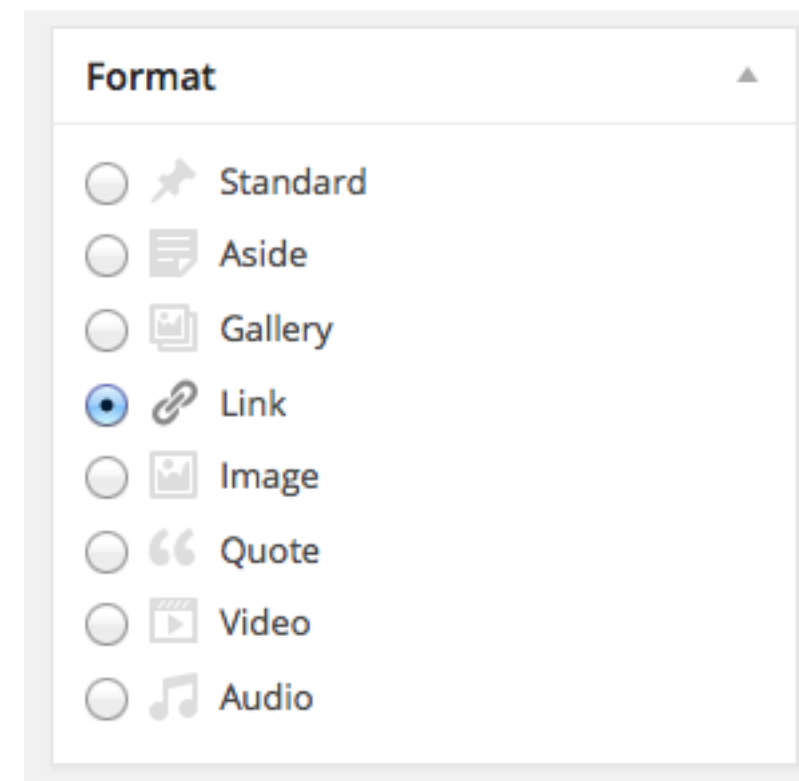 Format
Standard
Aside
Gallery
Link
Image
Quote
Video
Audio